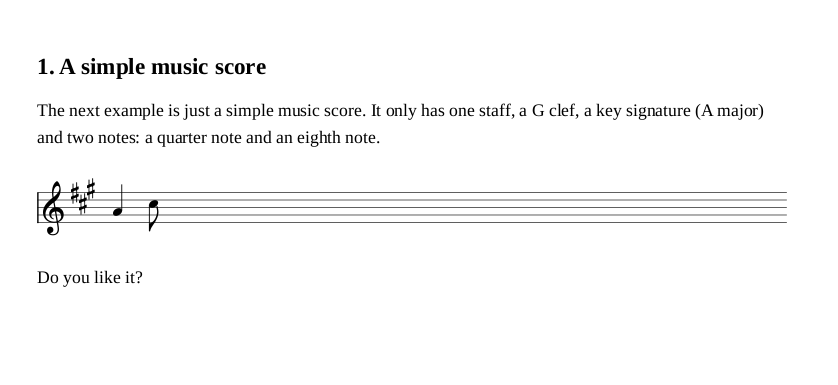 1. A simple music score
The next example is just a simple music score. It only has one staff, a G clef, a key signature (A major)
and two notes: a quarter note and an eighth note.
Do you like it?